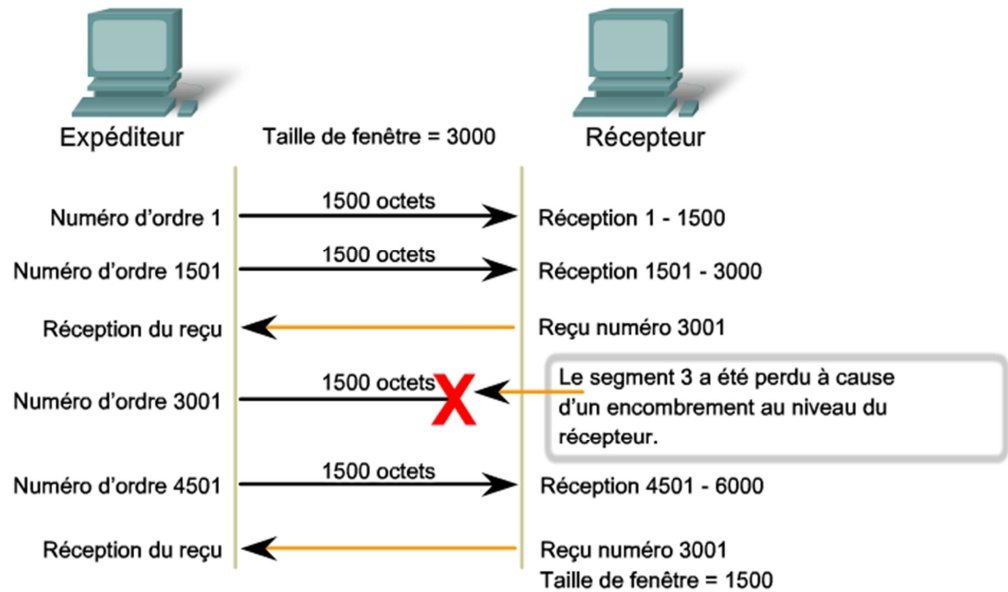 Expéditeur
Taille de fenêtre = 3000
Récepteur
Numéro d'ordre 1
1500 octets
Réception 1 - 1500
Numéro d'ordre 1501
1500 octets
Réception 1501 - 3000
Réception du reçu
Reçu numéro 3001
Numéro d'ordre 3001
1500 octets
X
Le segment 3 a été perdu à cause
d'un encombrement au niveau du
récepteur.
Numéro d'ordre 4501
1500 octets
Réception 4501 - 6000
Réception du reçu
Reçu numéro 3001
Taille de fenêtre = 1500